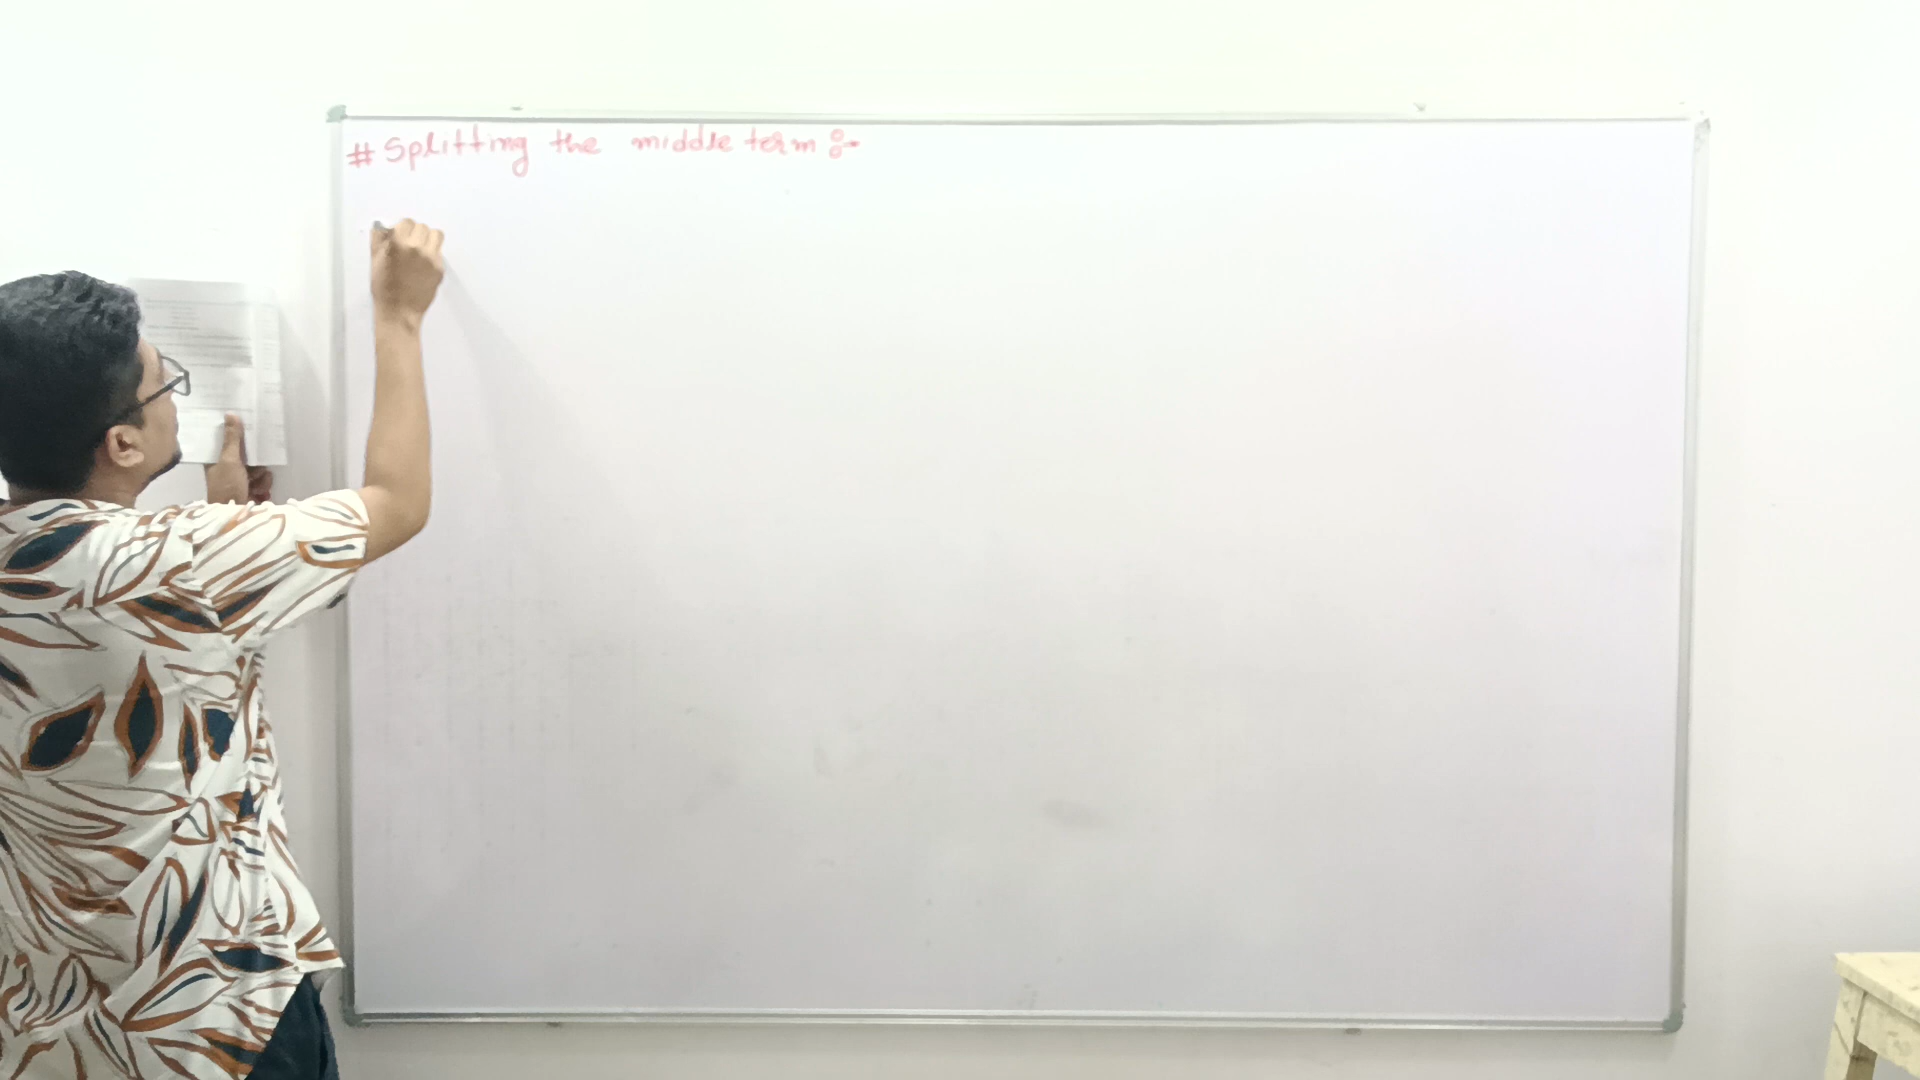 # Splitting the middle term :-